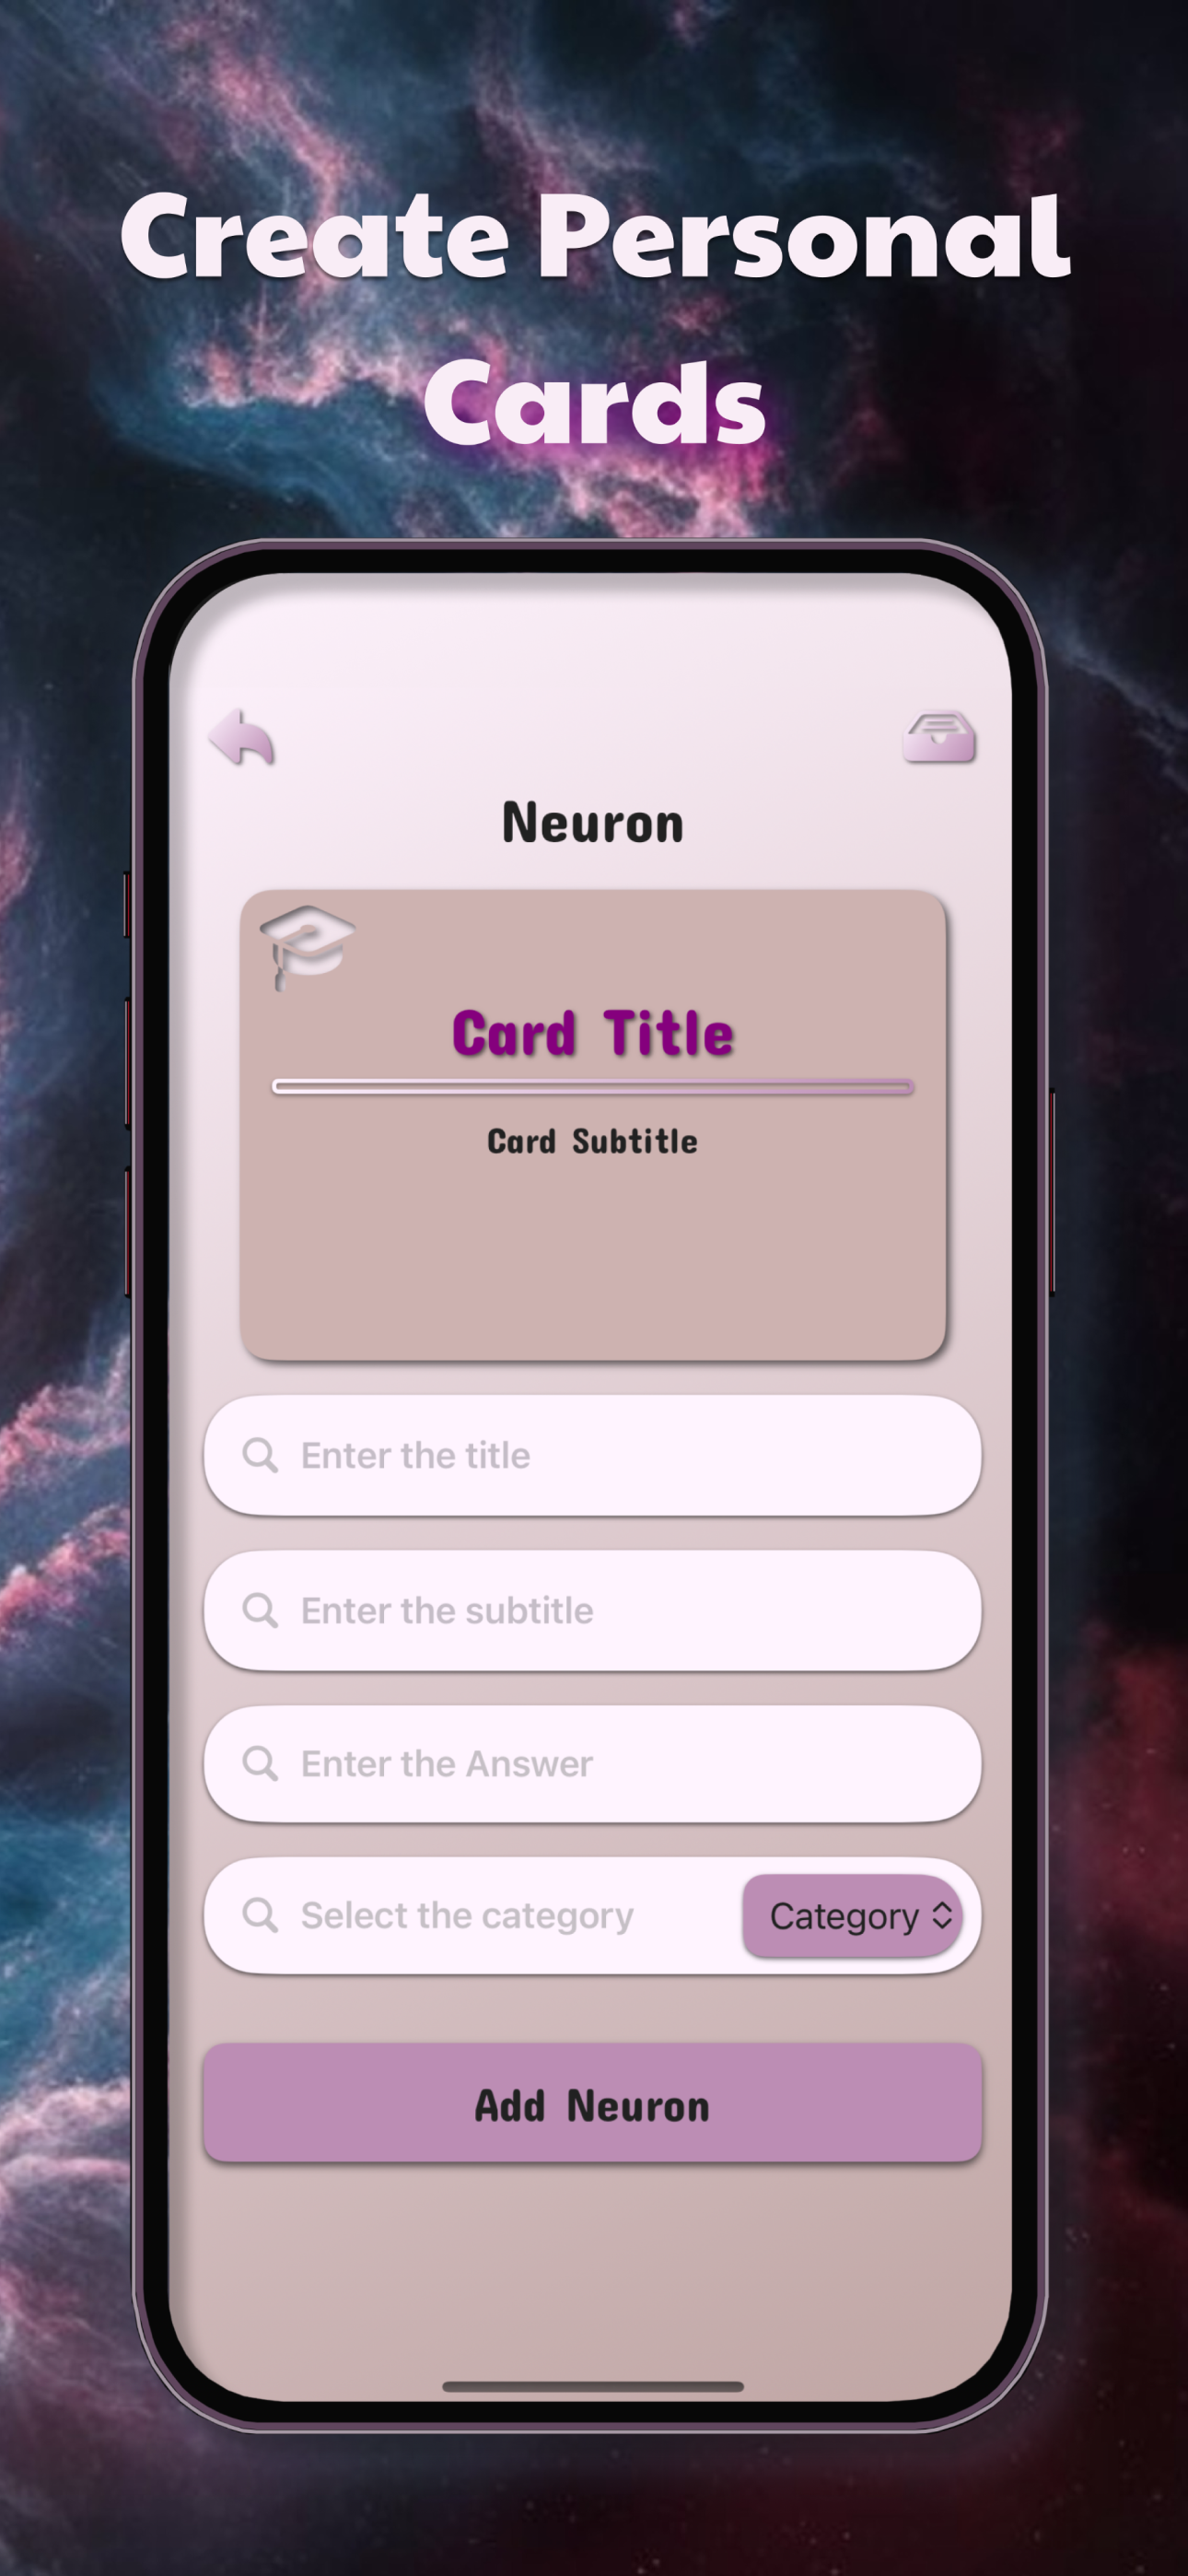 Create Personal
Cards
Neuron
Card Title
Card Subtitle
Enter the title
Enter the subtitle
Enter the Answer
Select the category
Category
Add Neuron